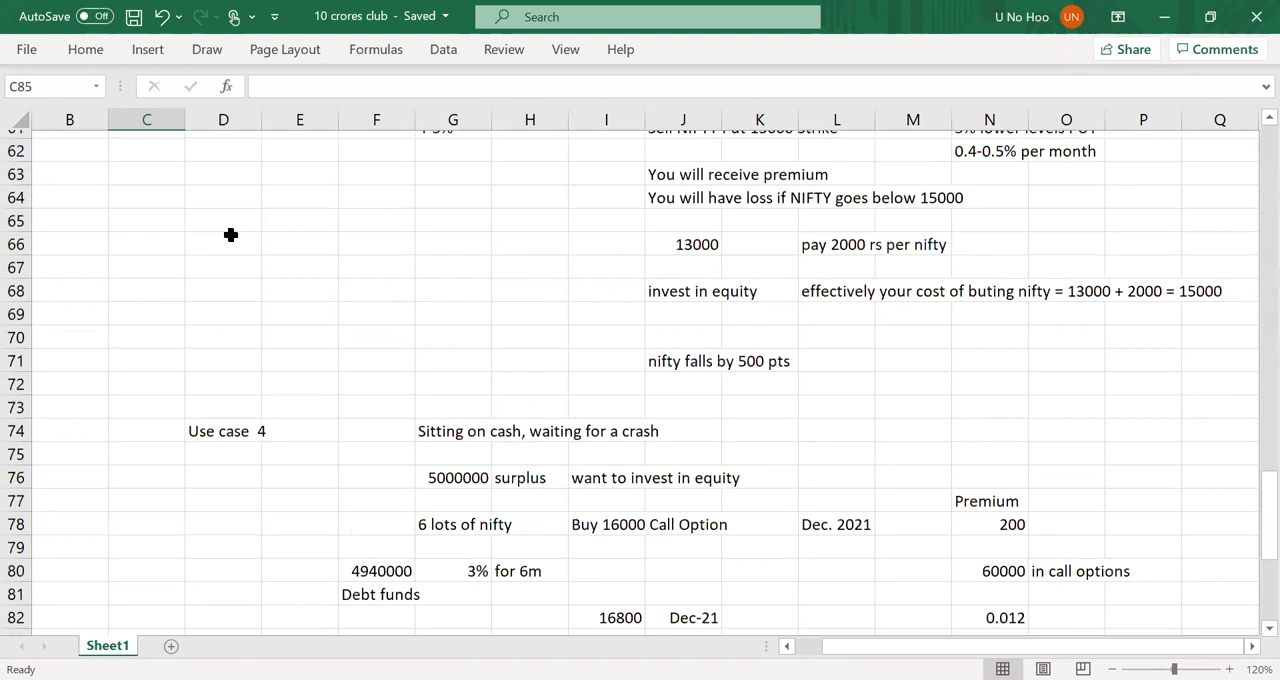 AutoSave Off 10 crores club - Saved Search U No Hoo UN
File Home Insert Draw Page Layout Formulas Data Review View Help Share Comments
C85 fx
B C D E F G H I J K L M N O P Q
61 Sell NIFTY at 15000 strike
62 0.4-0.5% per month
63 You will receive premium
64 You will have loss if NIFTY goes below 15000
65
66 13000 pay 2000 rs per nifty
67
68 invest in equity effectively your cost of buting nifty = 13000 + 2000 = 15000
69
70
71 nifty falls by 500 pts
72
73
74 Use case 4 Sitting on cash, waiting for a crash
75
76 5000000 surplus want to invest in equity
77 Premium
78 6 lots of nifty Buy 16000 Call Option Dec. 2021 200
79
80 4940000 3% for 6m 60000 in call options
81 Debt funds
82 16800 Dec-21 0.012
Sheet1
Ready 120%